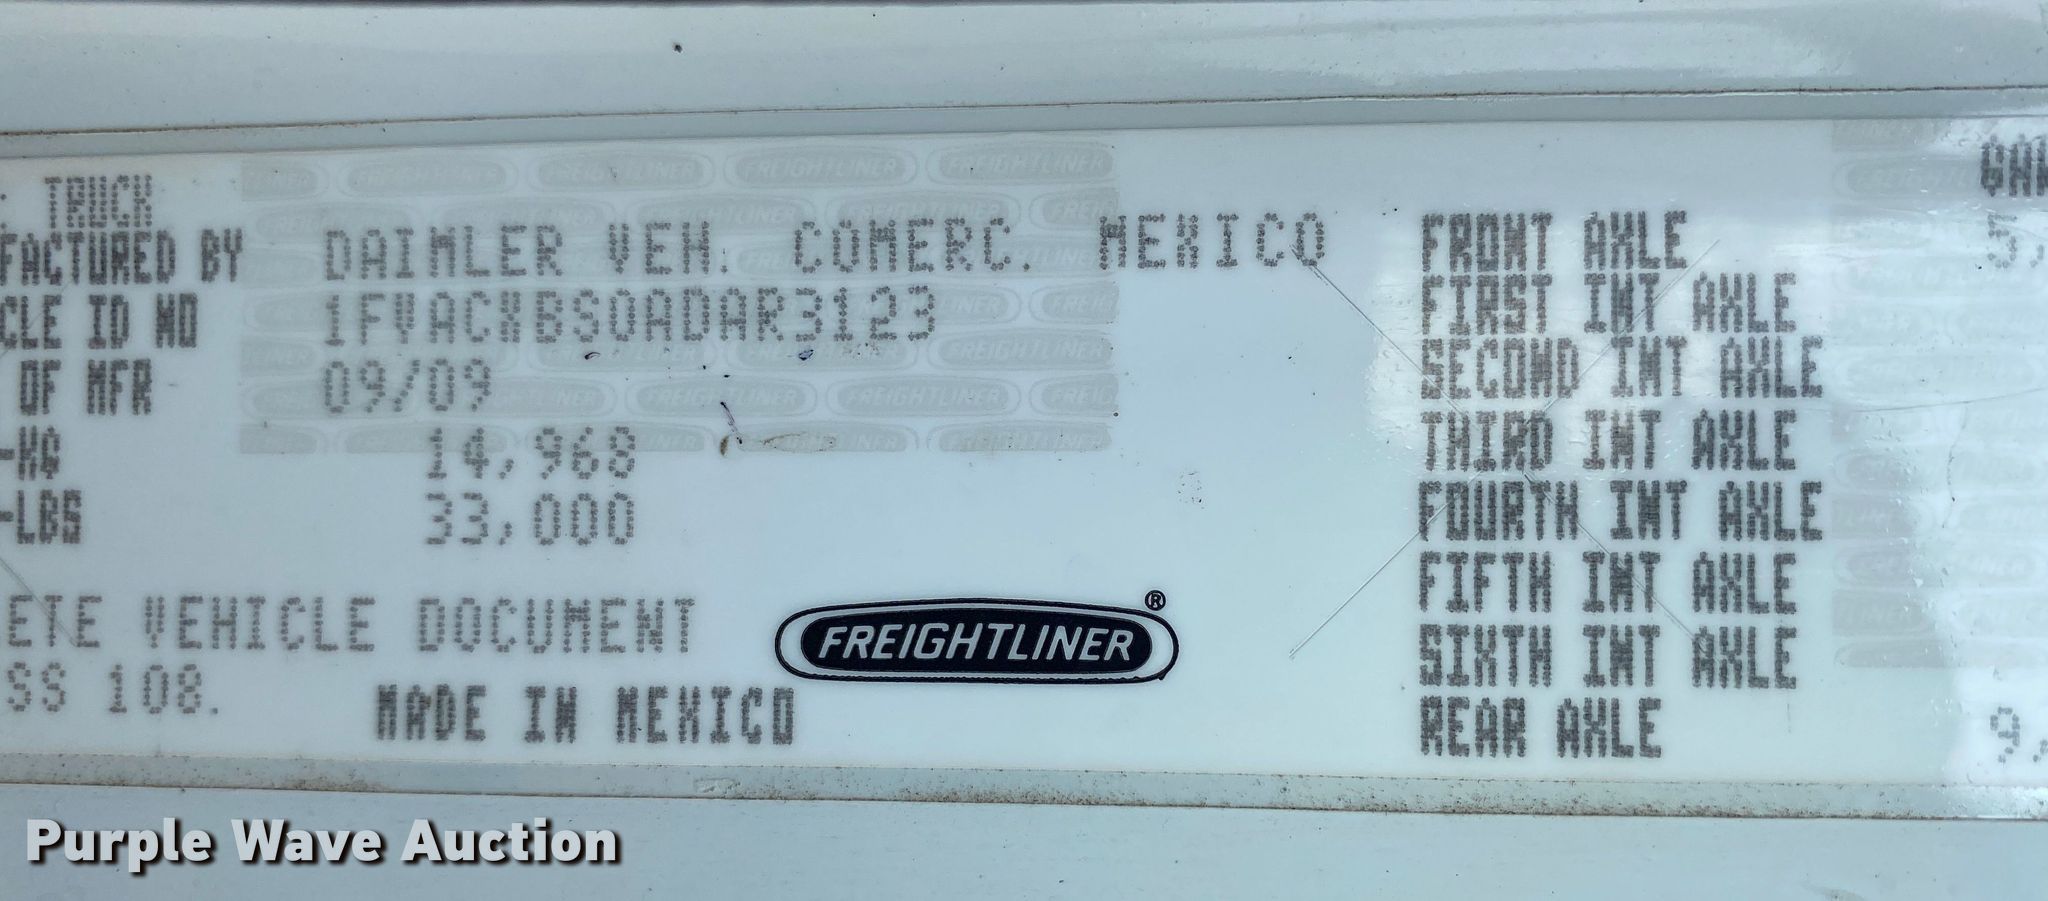 TRUCK
FACTURED BY DAIMLER VEH. COMERC. MEXICO
CLE ID NO 1FVACWBS0ADAR3123
OF MFR 09/09
-KG 14,968
-LBS 33,000
ETE VEHICLE DOCUMENT
SS 108.
MADE IN MEXICO
FREIGHTLINER®
FRONT AXLE
FIRST INT AXLE
SECOND INT AXLE
THIRD INT AXLE
FOURTH INT AXLE
FIFTH INT AXLE
SIXTH INT AXLE
REAR AXLE
Purple Wave Auction